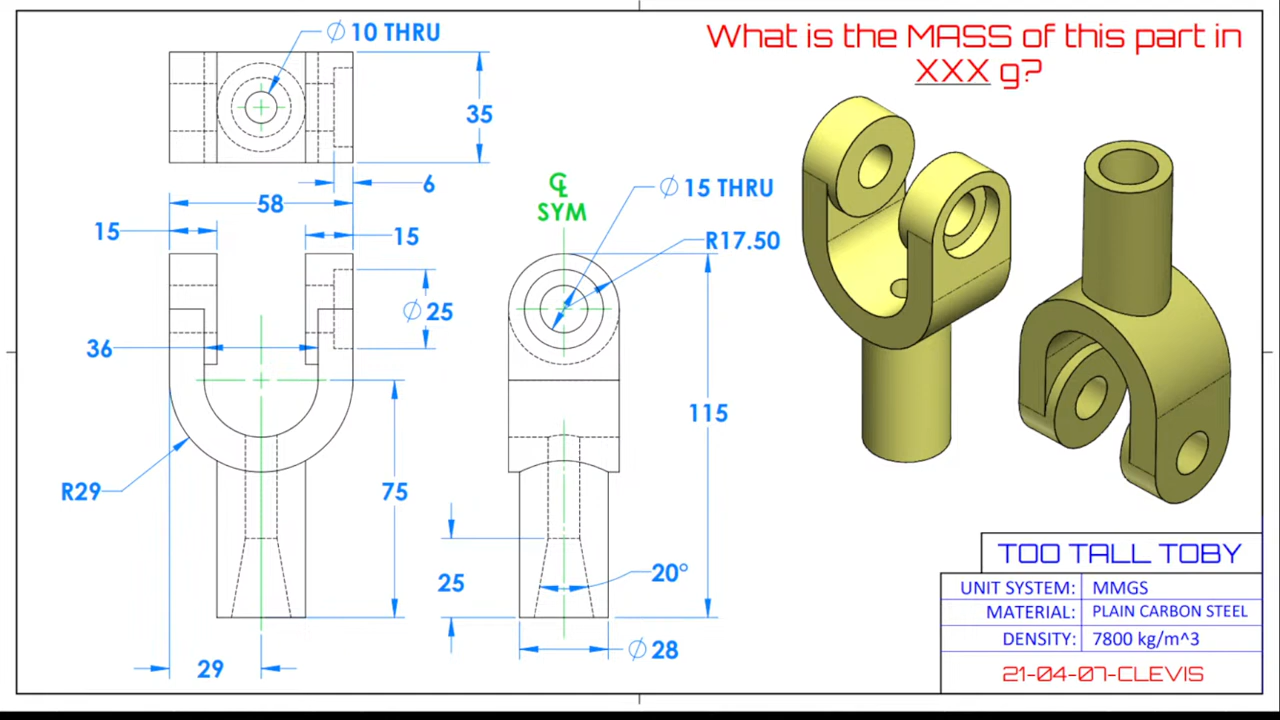 What is the MASS of this part in
XXX g?
∅ 10 THRU
35
6
58
15
15
℄
SYM
∅ 15 THRU
R17.50
∅ 25
36
115
R29
75
25
20°
29
∅ 28
TOO TALL TOBY
UNIT SYSTEM: MMGS
MATERIAL: PLAIN CARBON STEEL
DENSITY: 7800 kg/m^3
21-04-07-CLEVIS